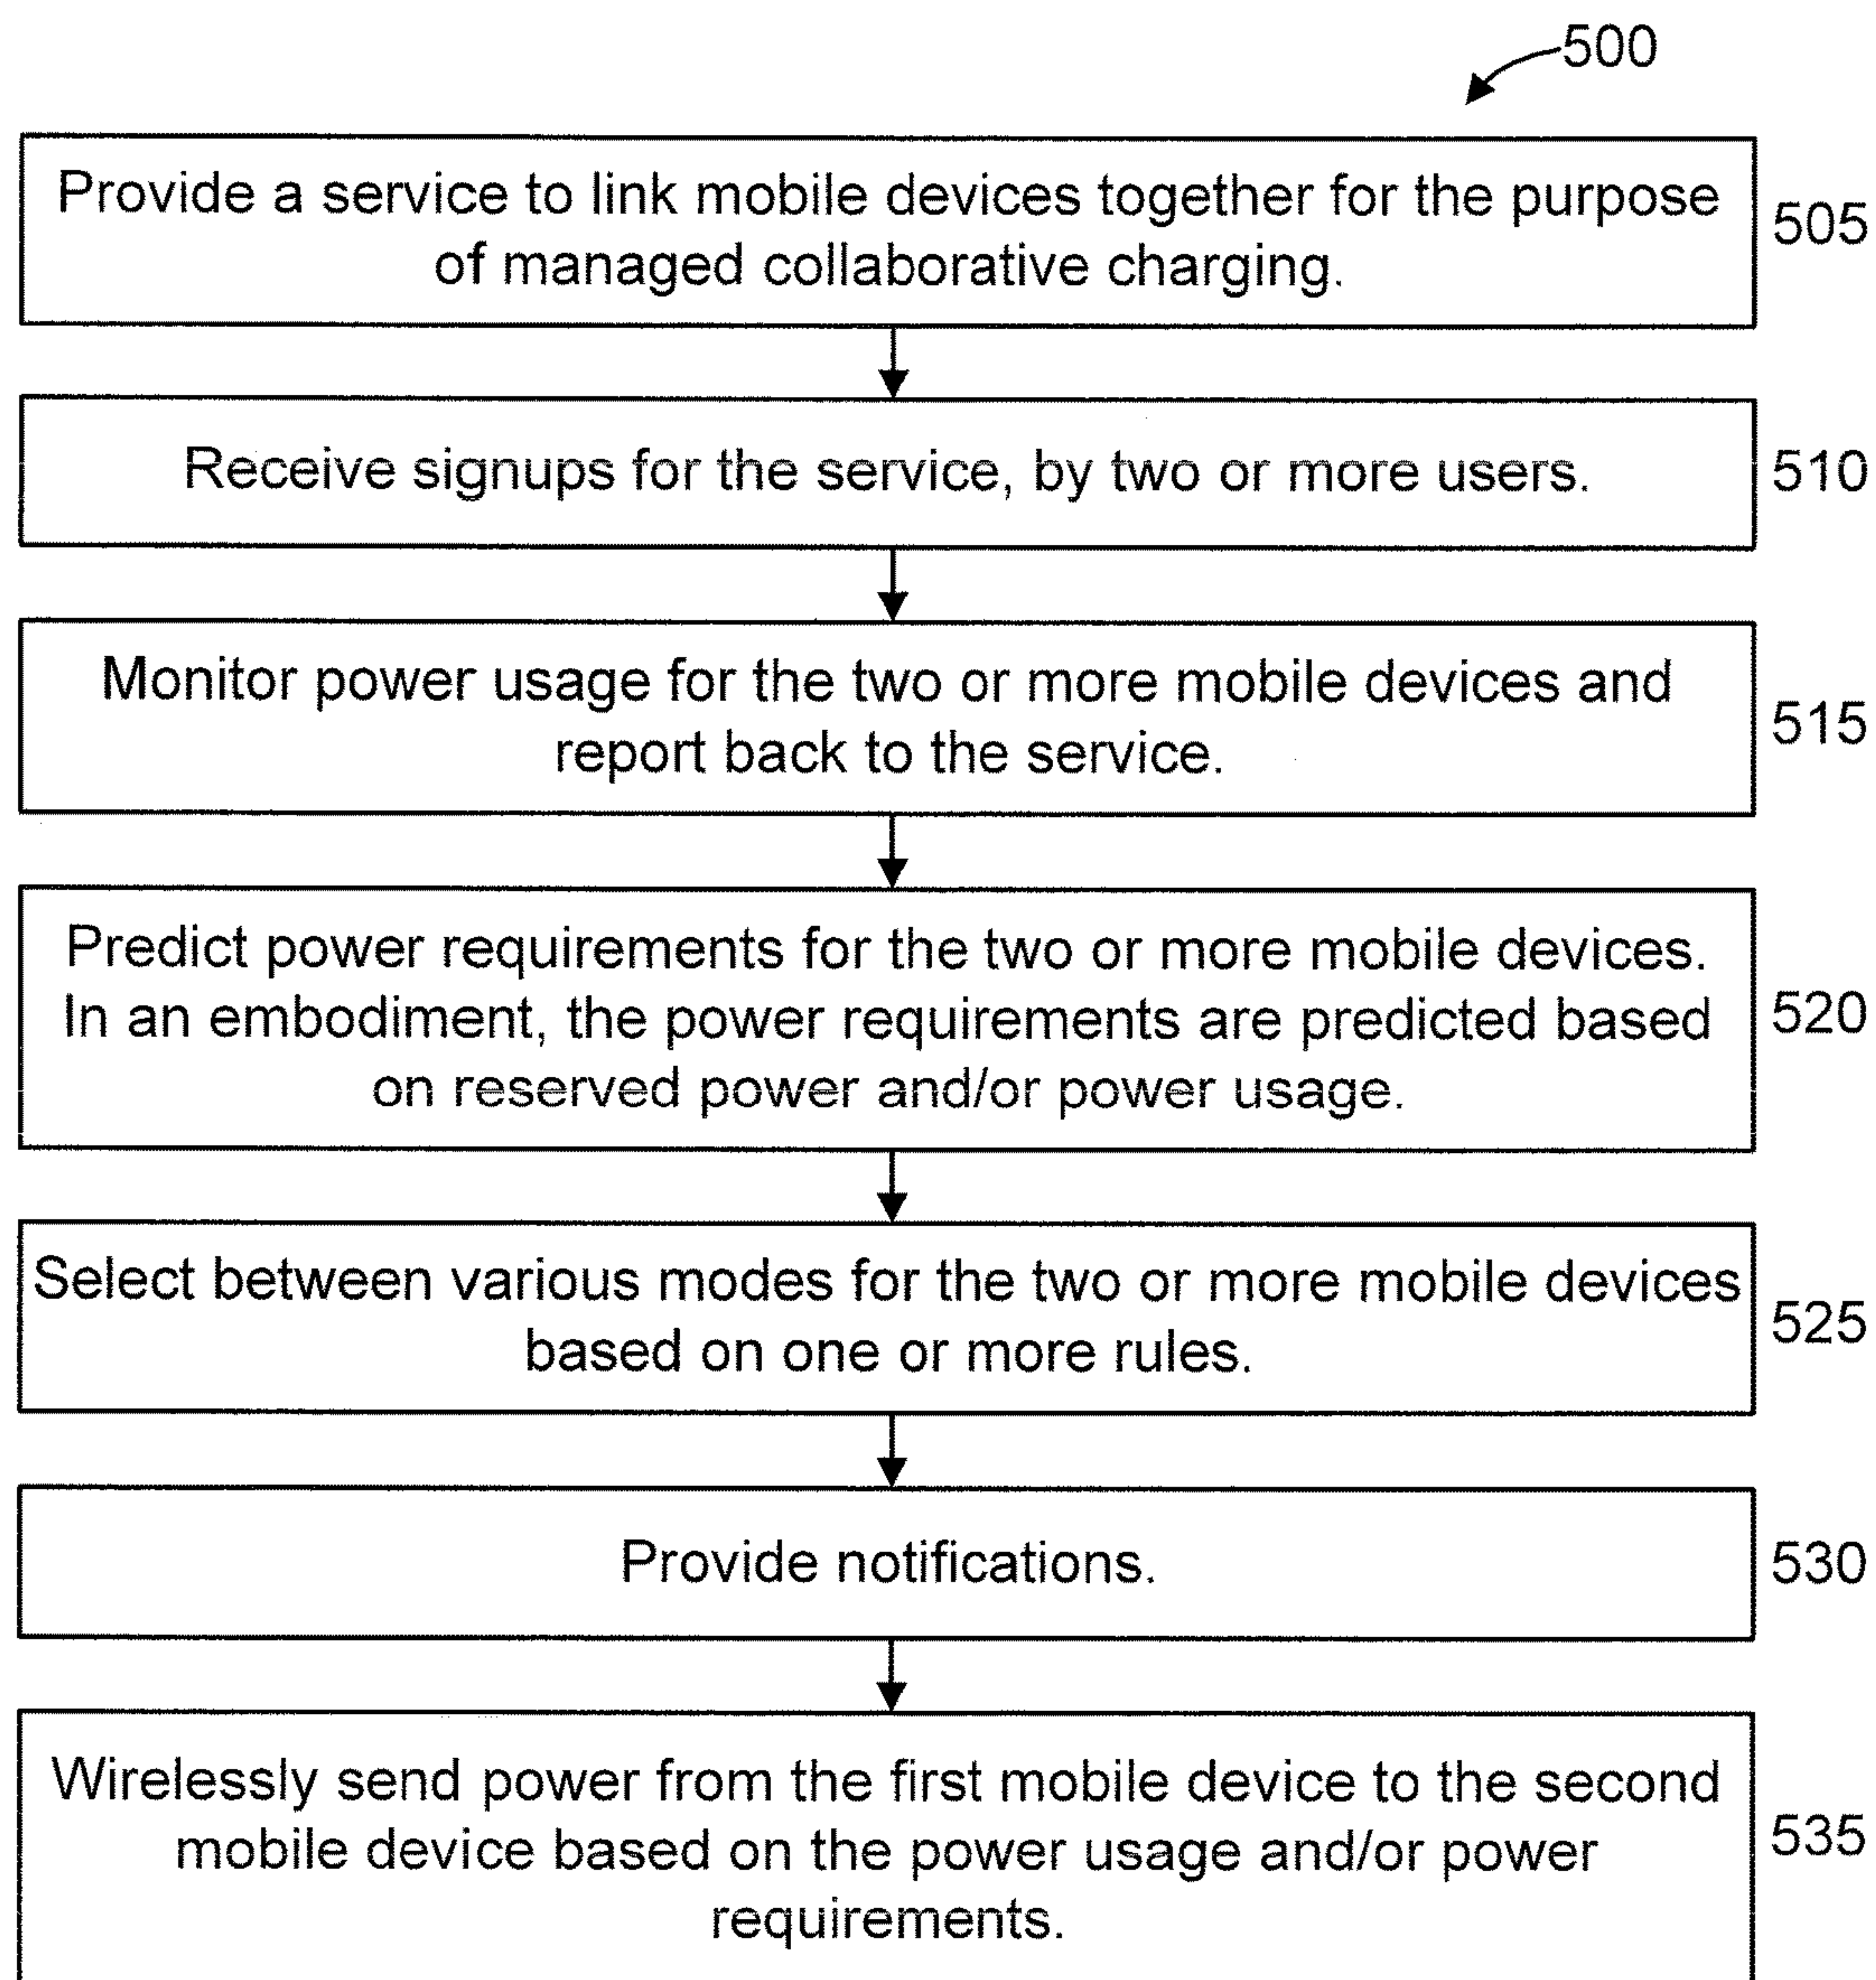 500
Provide a service to link mobile devices together for the purpose
of managed collaborative charging.
505
Receive signups for the service, by two or more users.
510
Monitor power usage for the two or more mobile devices and
report back to the service.
515
Predict power requirements for the two or more mobile devices.
In an embodiment, the power requirements are predicted based
on reserved power and/or power usage.
520
Select between various modes for the two or more mobile devices
based on one or more rules.
525
Provide notifications.
530
Wirelessly send power from the first mobile device to the second
mobile device based on the power usage and/or power
requirements.
535